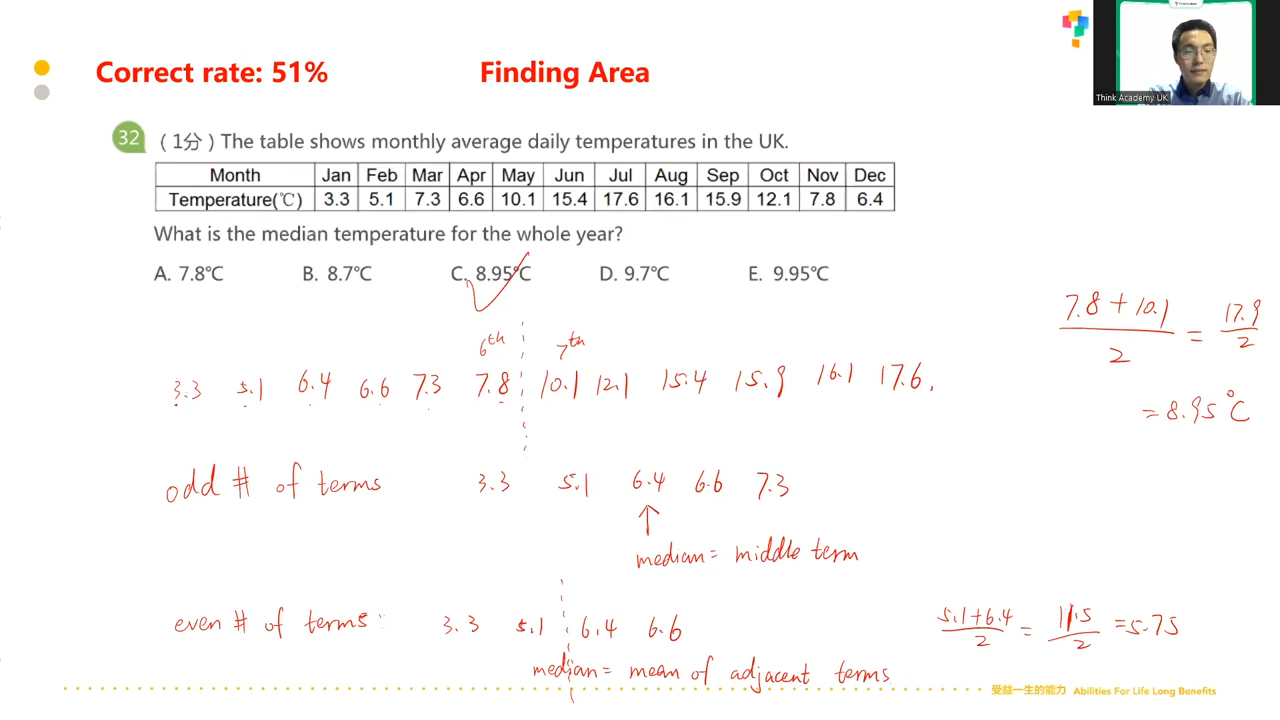 Think Academy
Think Academy UK
Correct rate: 51% Finding Area
32 （1分）The table shows monthly average daily temperatures in the UK.
Month Jan Feb Mar Apr May Jun Jul Aug Sep Oct Nov Dec
Temperature(℃) 3.3 5.1 7.3 6.6 10.1 15.4 17.6 16.1 15.9 12.1 7.8 6.4
What is the median temperature for the whole year?
A. 7.8℃ B. 8.7℃ C. 8.95℃ D. 9.7℃ E. 9.95℃
6th 7th
3.3 5.1 6.4 6.6 7.3 7.8 10.1 12.1 15.4 15.9 16.1 17.6.
7.8 + 10.1 / 2 = 17.9 / 2
= 8.95°C
odd # of terms 3.3 5.1 6.4 6.6 7.3
median = middle term
even # of terms: 3.3 5.1 6.4 6.6
5.1+6.4 / 2 = 11.5 / 2 = 5.75
median = mean of adjacent terms
受益一生的能力 Abilities For Life Long Benefits